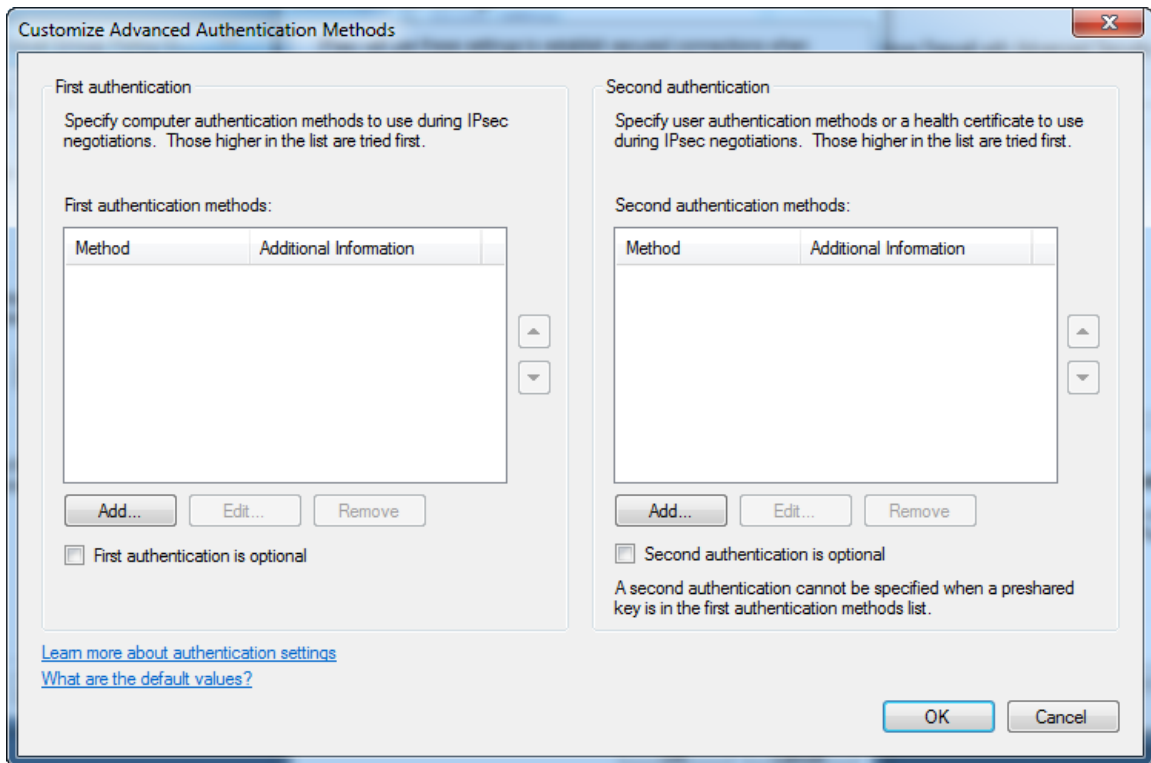 Customize Advanced Authentication Methods
First authentication
Specify computer authentication methods to use during IPsec
negotiations.  Those higher in the list are tried first.
First authentication methods:
Method
Additional Information
Add...
Edit...
Remove
First authentication is optional
Second authentication
Specify user authentication methods or a health certificate to use
during IPsec negotiations.  Those higher in the list are tried first.
Second authentication methods:
Method
Additional Information
Add...
Edit...
Remove
Second authentication is optional
A second authentication cannot be specified when a preshared
key is in the first authentication methods list.
Learn more about authentication settings
What are the default values?
OK
Cancel